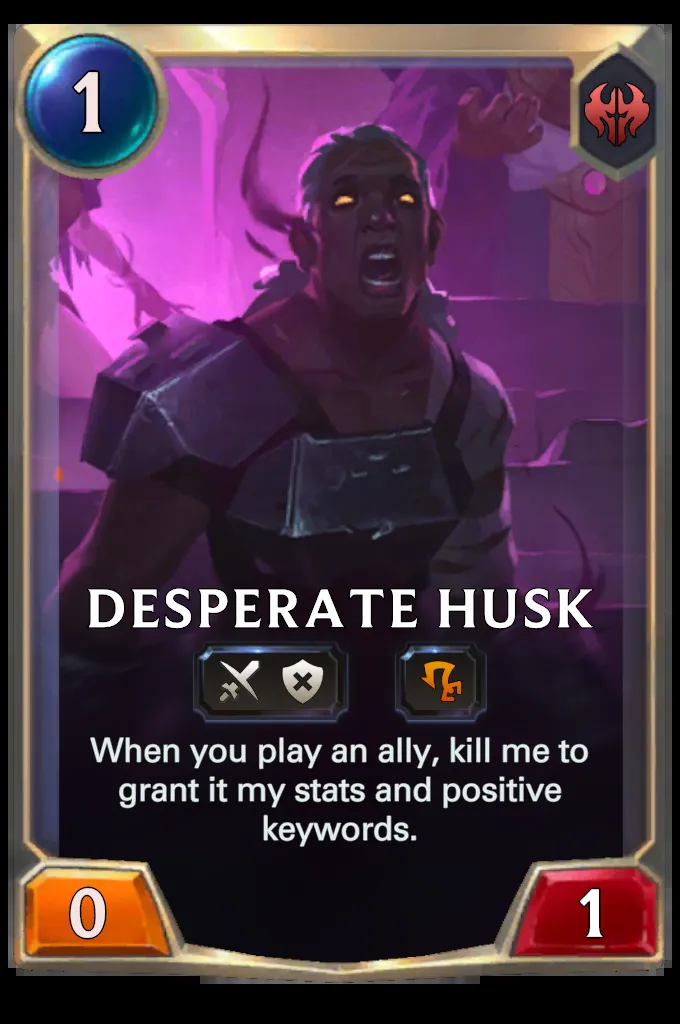 1
DESPERATE HUSK
When you play an ally, kill me to
grant it my stats and positive
keywords.
0
1